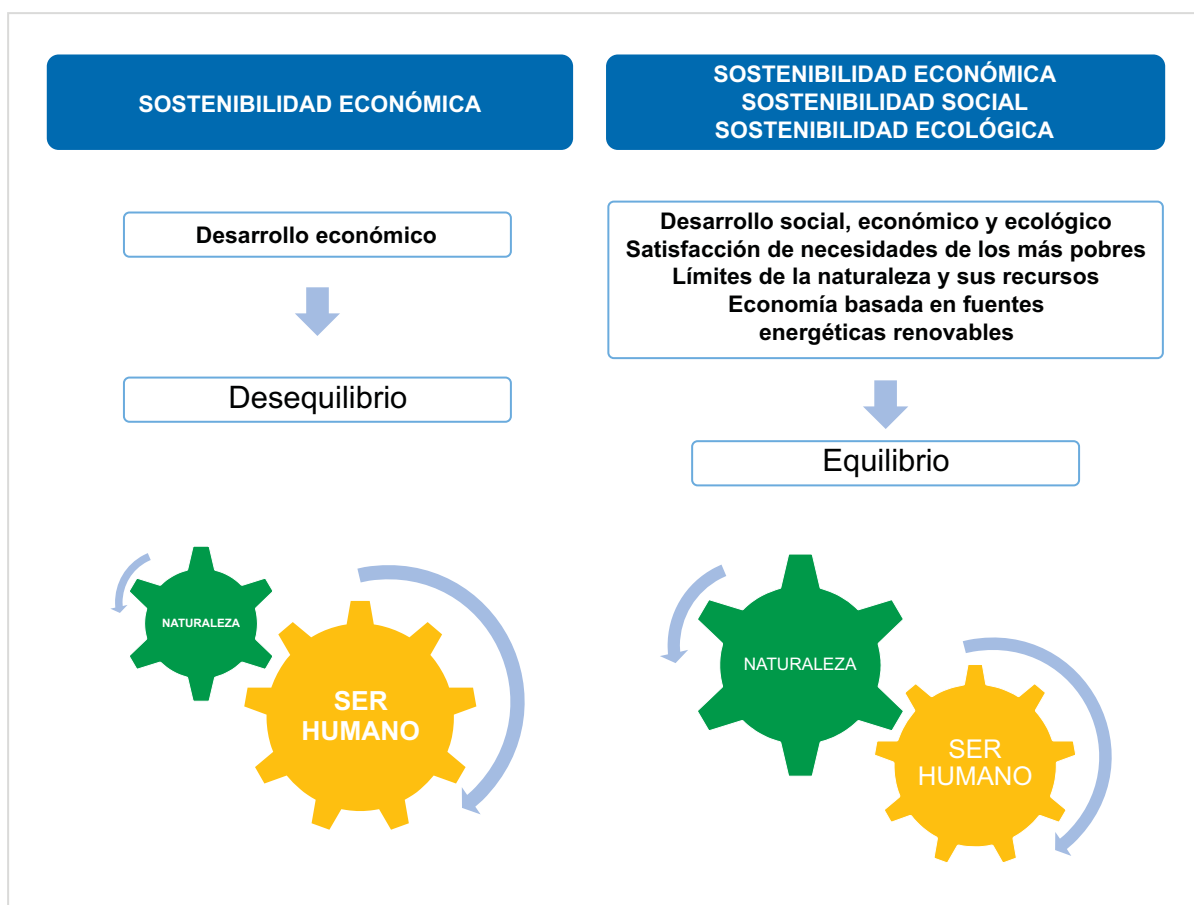 SOSTENIBILIDAD ECONÓMICA
Desarrollo económico
Desequilibrio
NATURALEZA
SER
HUMANO
SOSTENIBILIDAD ECONÓMICA
SOSTENIBILIDAD SOCIAL
SOSTENIBILIDAD ECOLÓGICA
Desarrollo social, económico y ecológico
Satisfacción de necesidades de los más pobres
Límites de la naturaleza y sus recursos
Economía basada en fuentes
energéticas renovables
Equilibrio
NATURALEZA
SER
HUMANO